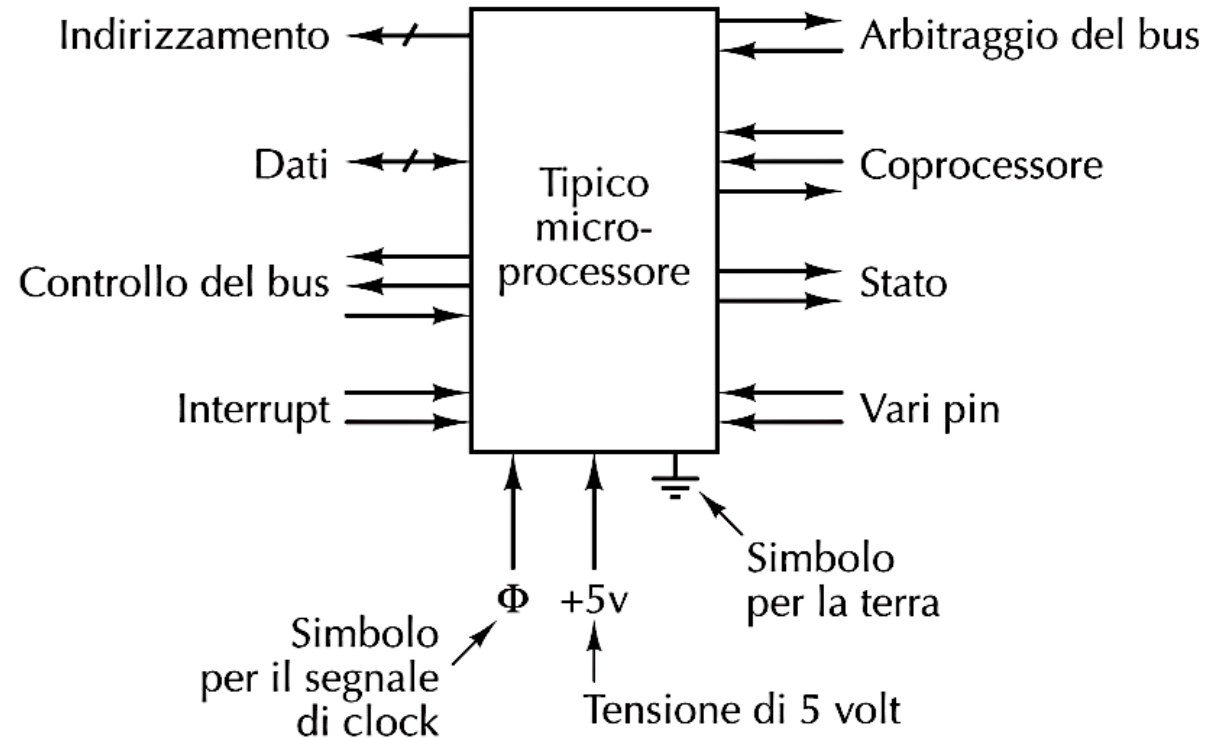 Indirizzamento
Arbitraggio del bus
Dati
Tipico
micro-
processore
Coprocessore
Controllo del bus
Stato
Interrupt
Vari pin
Φ +5v
Simbolo
per la terra
Simbolo
per il segnale
di clock
Tensione di 5 volt